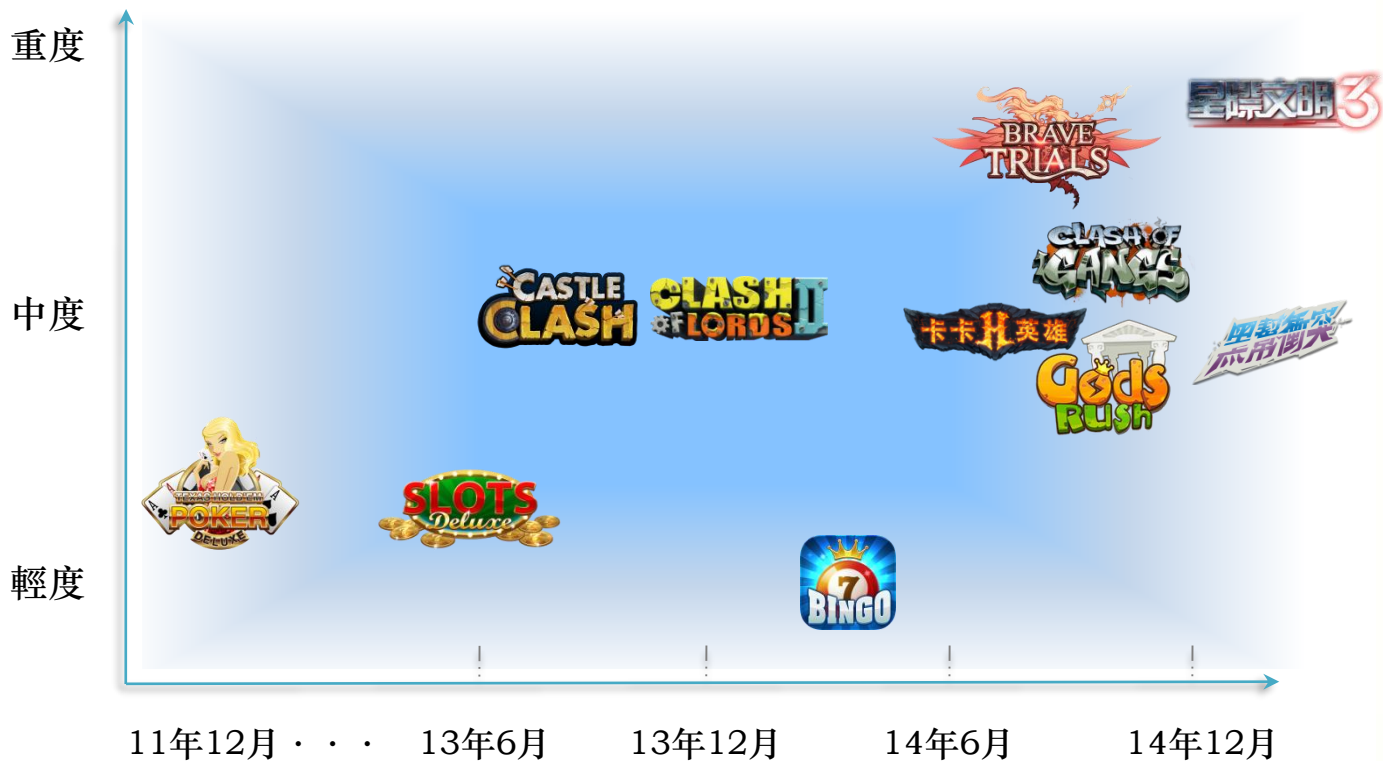 重度
星際文明3
BRAVE
TRIALS
CLASH OF
GANGS
中度
CASTLE
CLASH
CLASH
OF LORDS II
卡卡H英雄
GODS
RUSH
TEXAS HOLD'EM
POKER
DELUXE
A
A
SLOTS
Deluxe
輕度
7
BINGO
11年12月・・・
13年6月
13年12月
14年6月
14年12月